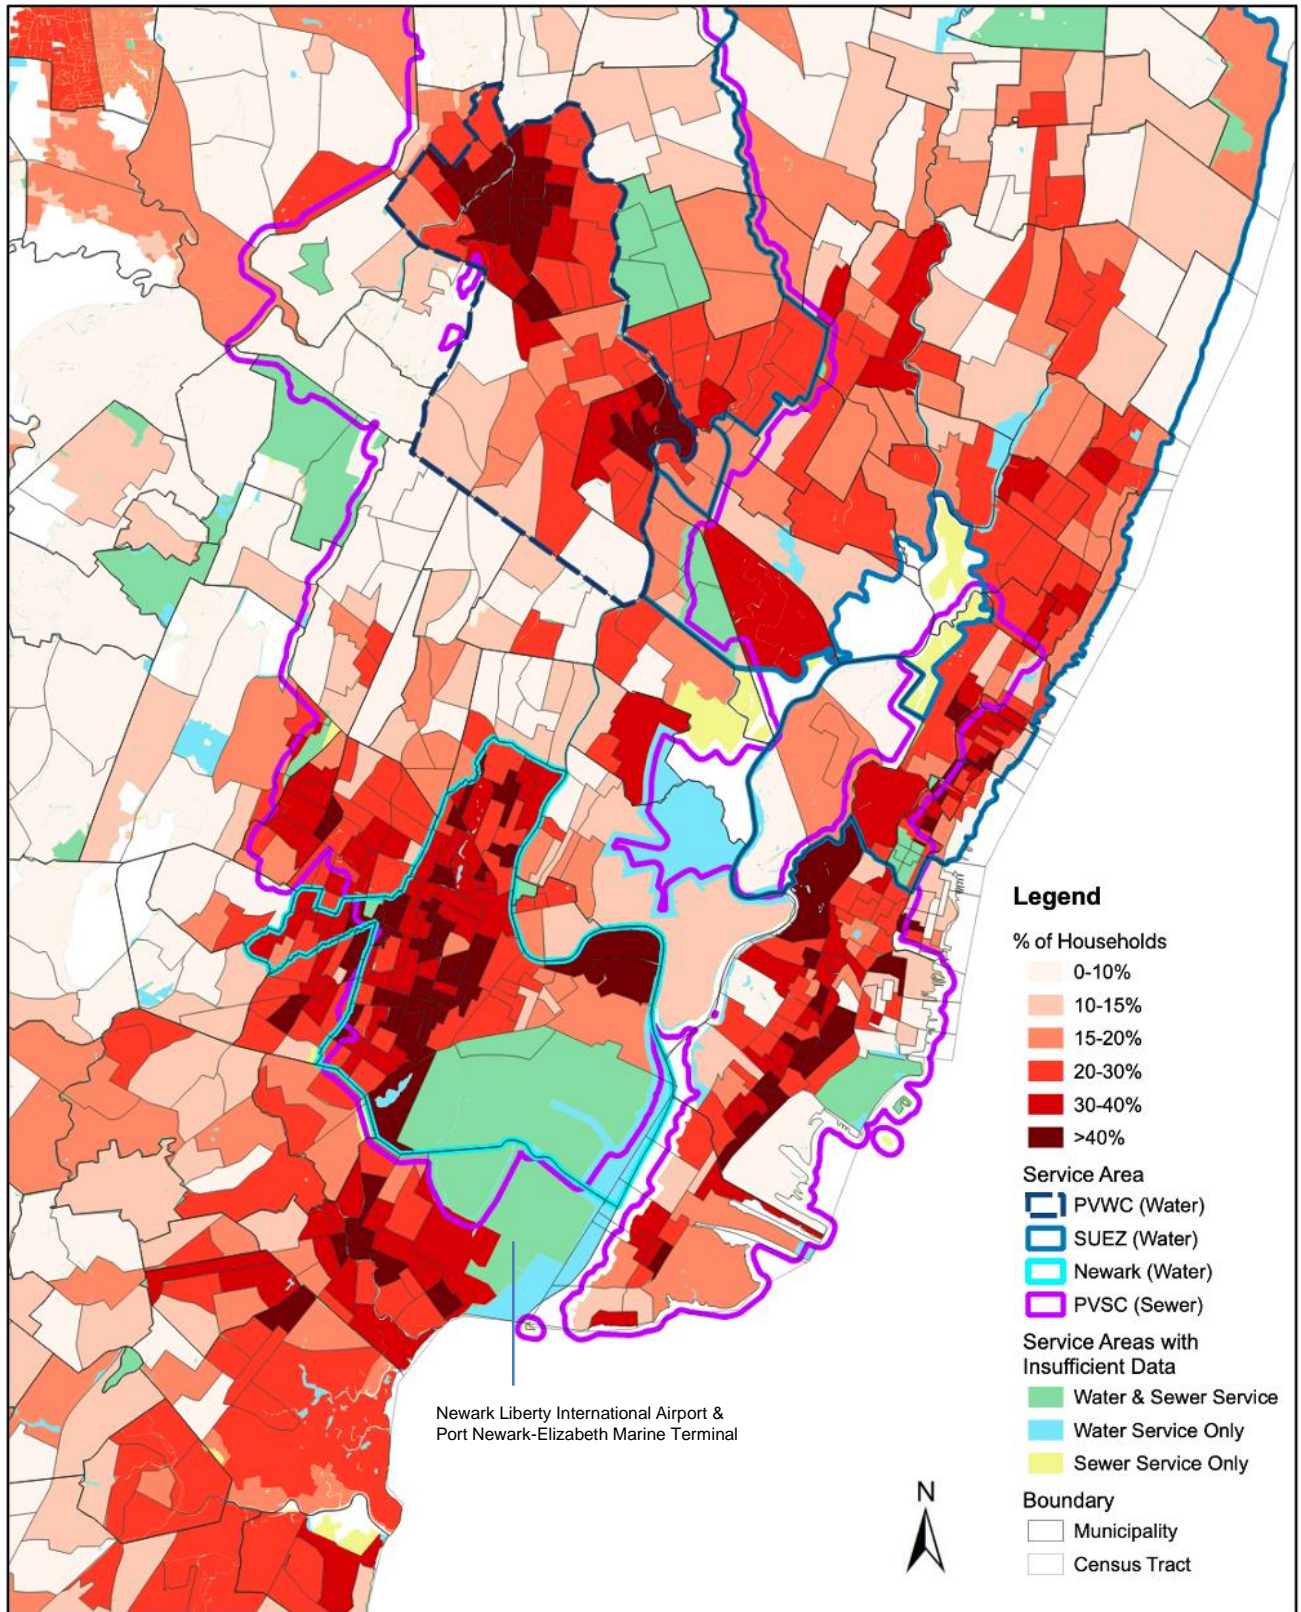 Legend
% of Households
0-10%
10-15%
15-20%
20-30%
30-40%
>40%
Service Area
PVWC (Water)
SUEZ (Water)
Newark (Water)
PVSC (Sewer)
Service Areas with
Insufficient Data
Water & Sewer Service
Water Service Only
Sewer Service Only
Boundary
Municipality
Census Tract
Newark Liberty International Airport &
Port Newark-Elizabeth Marine Terminal
N